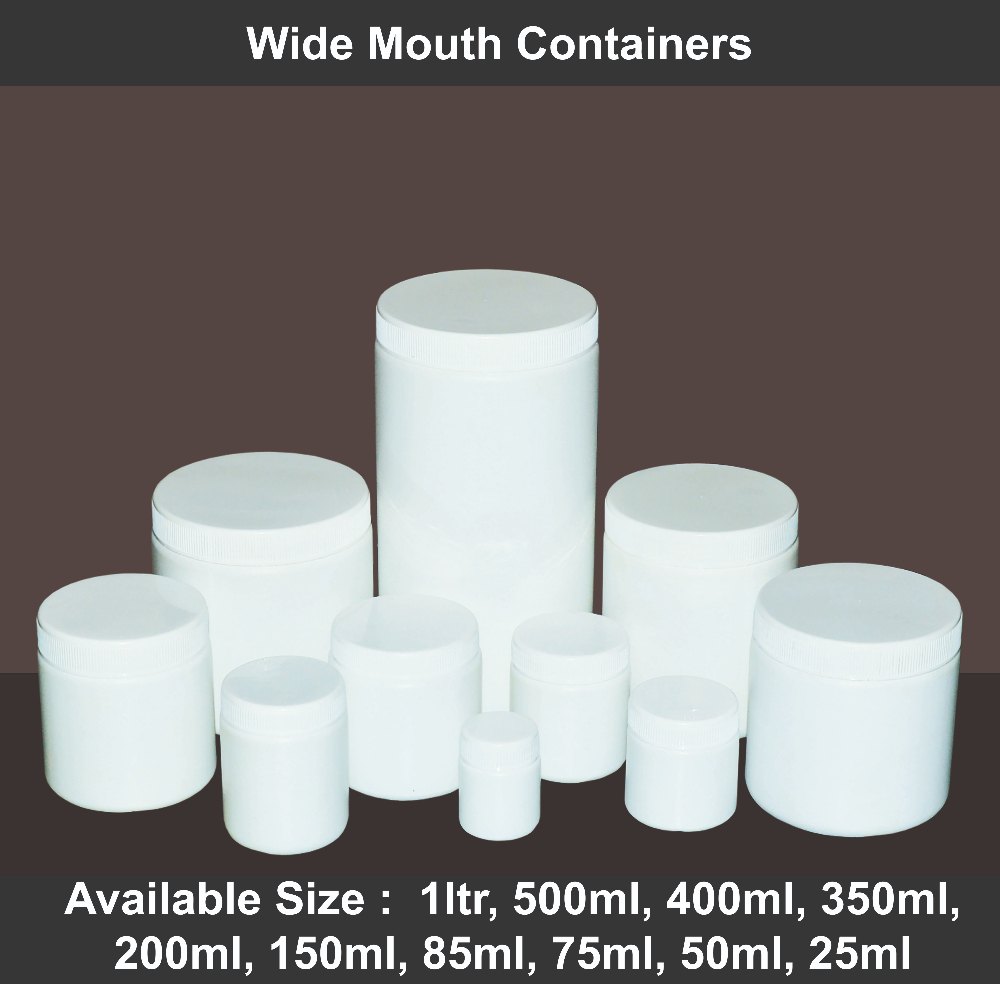 Wide Mouth Containers
Available Size : 1ltr, 500ml, 400ml, 350ml,
200ml, 150ml, 85ml, 75ml, 50ml, 25ml